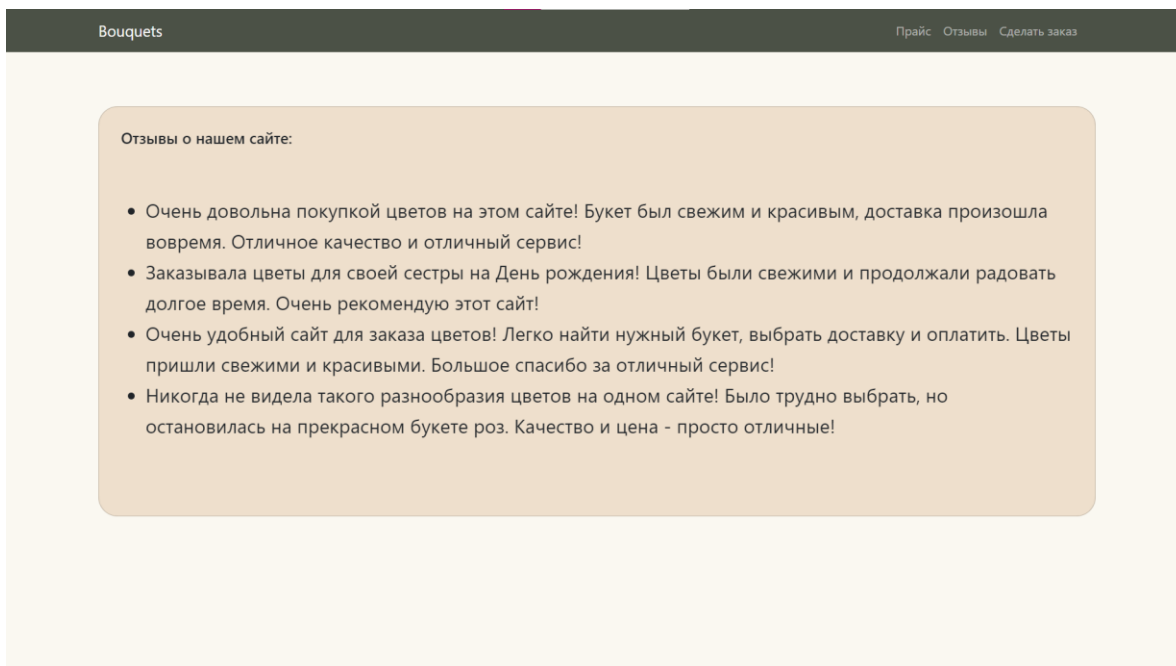 Bouquets
Прайс Отзывы Сделать заказ
Отзывы о нашем сайте:
Очень довольна покупкой цветов на этом сайте! Букет был свежим и красивым, доставка произошла
вовремя. Отличное качество и отличный сервис!
Заказывала цветы для своей сестры на День рождения! Цветы были свежими и продолжали радовать
долгое время. Очень рекомендую этот сайт!
Очень удобный сайт для заказа цветов! Легко найти нужный букет, выбрать доставку и оплатить. Цветы
пришли свежими и красивыми. Большое спасибо за отличный сервис!
Никогда не видела такого разнообразия цветов на одном сайте! Было трудно выбрать, но
остановилась на прекрасном букете роз. Качество и цена - просто отличные!